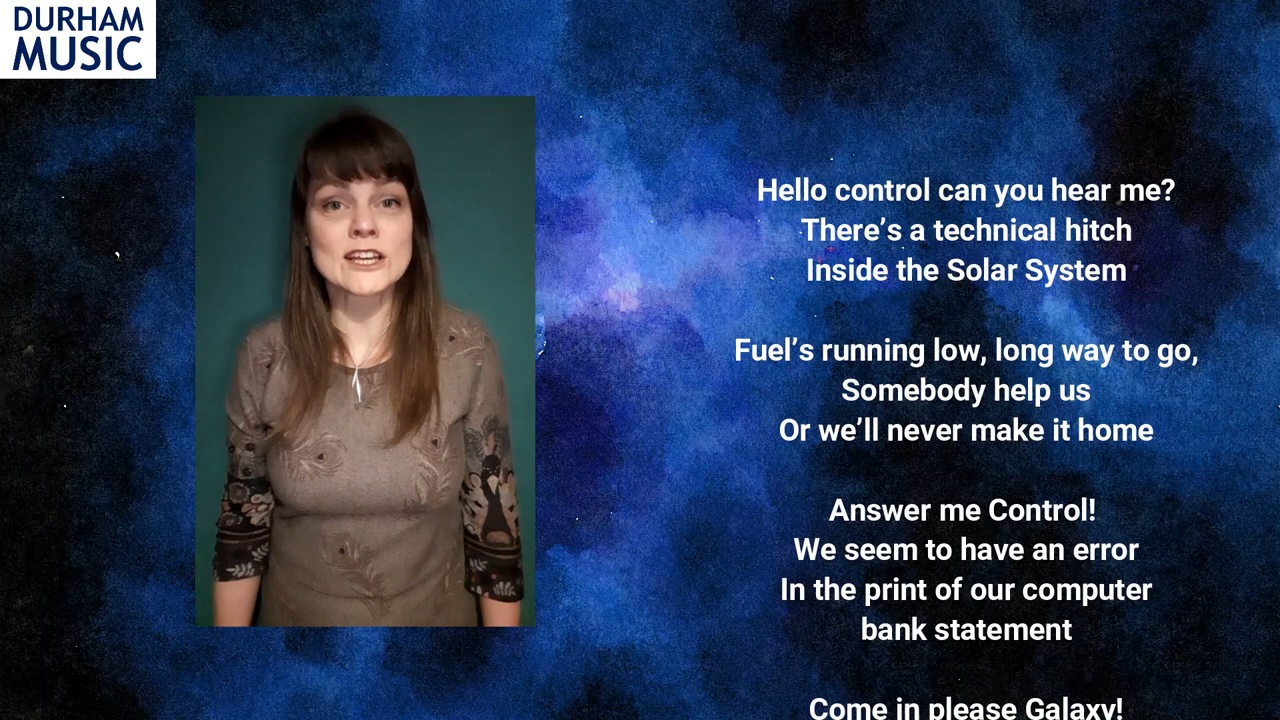 DURHAM
MUSIC
Hello control can you hear me?
There’s a technical hitch
Inside the Solar System
Fuel’s running low, long way to go,
Somebody help us
Or we’ll never make it home
Answer me Control!
We seem to have an error
In the print of our computer
bank statement
Come in please Galaxy!